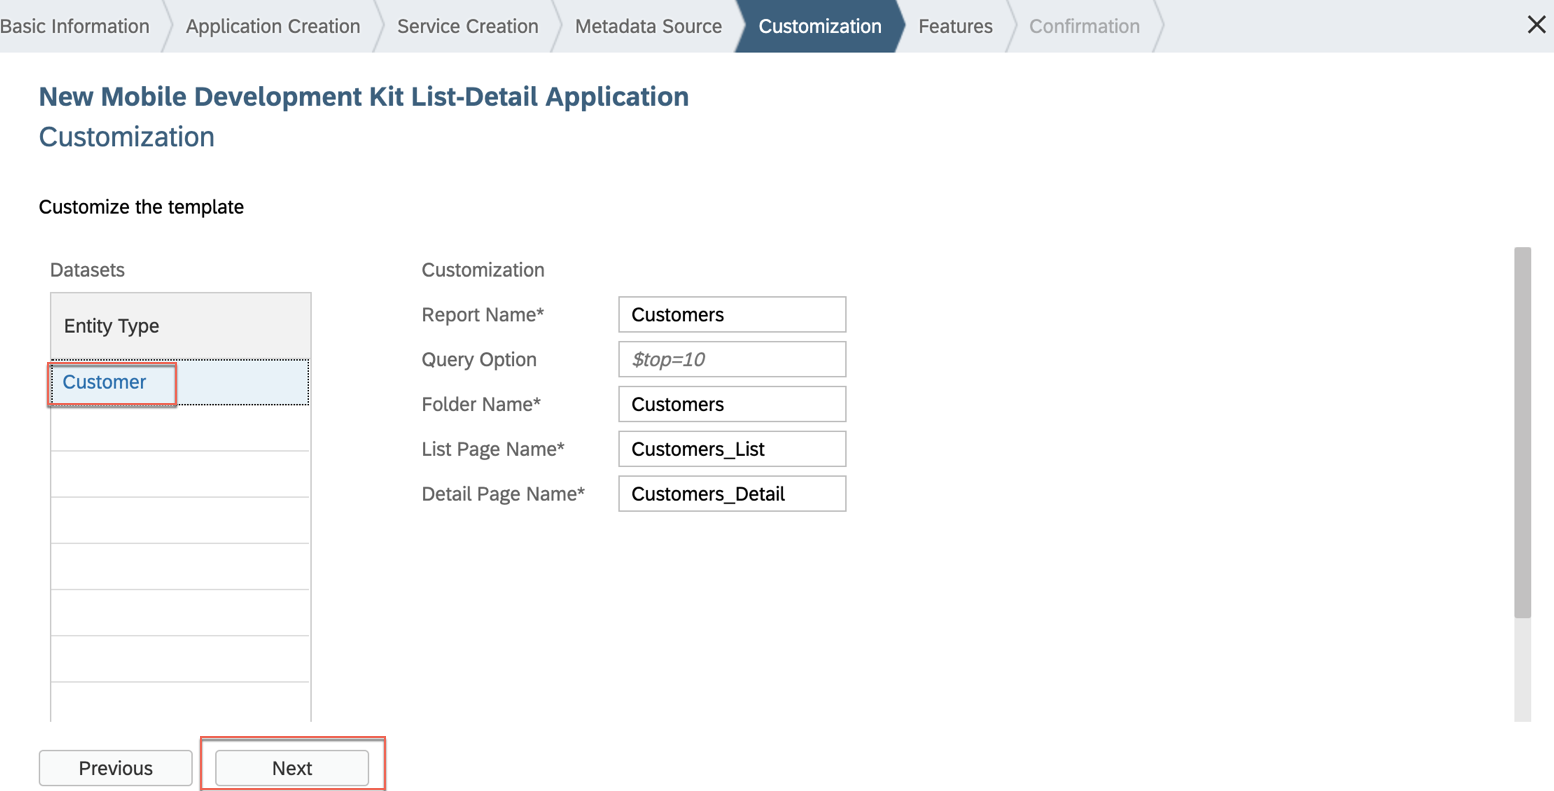 Basic Information Application Creation Service Creation Metadata Source Customization Features Confirmation
New Mobile Development Kit List-Detail Application
Customization
Customize the template
Datasets
Entity Type
Customer
Customization
Report Name* Customers
Query Option $top=10
Folder Name* Customers
List Page Name* Customers_List
Detail Page Name* Customers_Detail
Previous Next